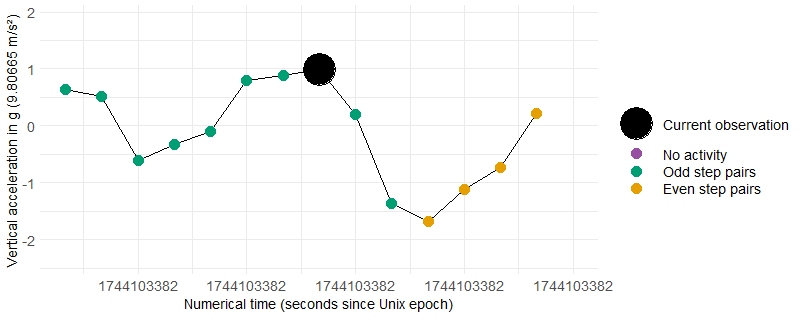 Vertical acceleration in g (9.80665 m/s²)
2
1
0
-1
-2
1744103382 1744103382 1744103382 1744103382 1744103382
Numerical time (seconds since Unix epoch)
Current observation
No activity
Odd step pairs
Even step pairs